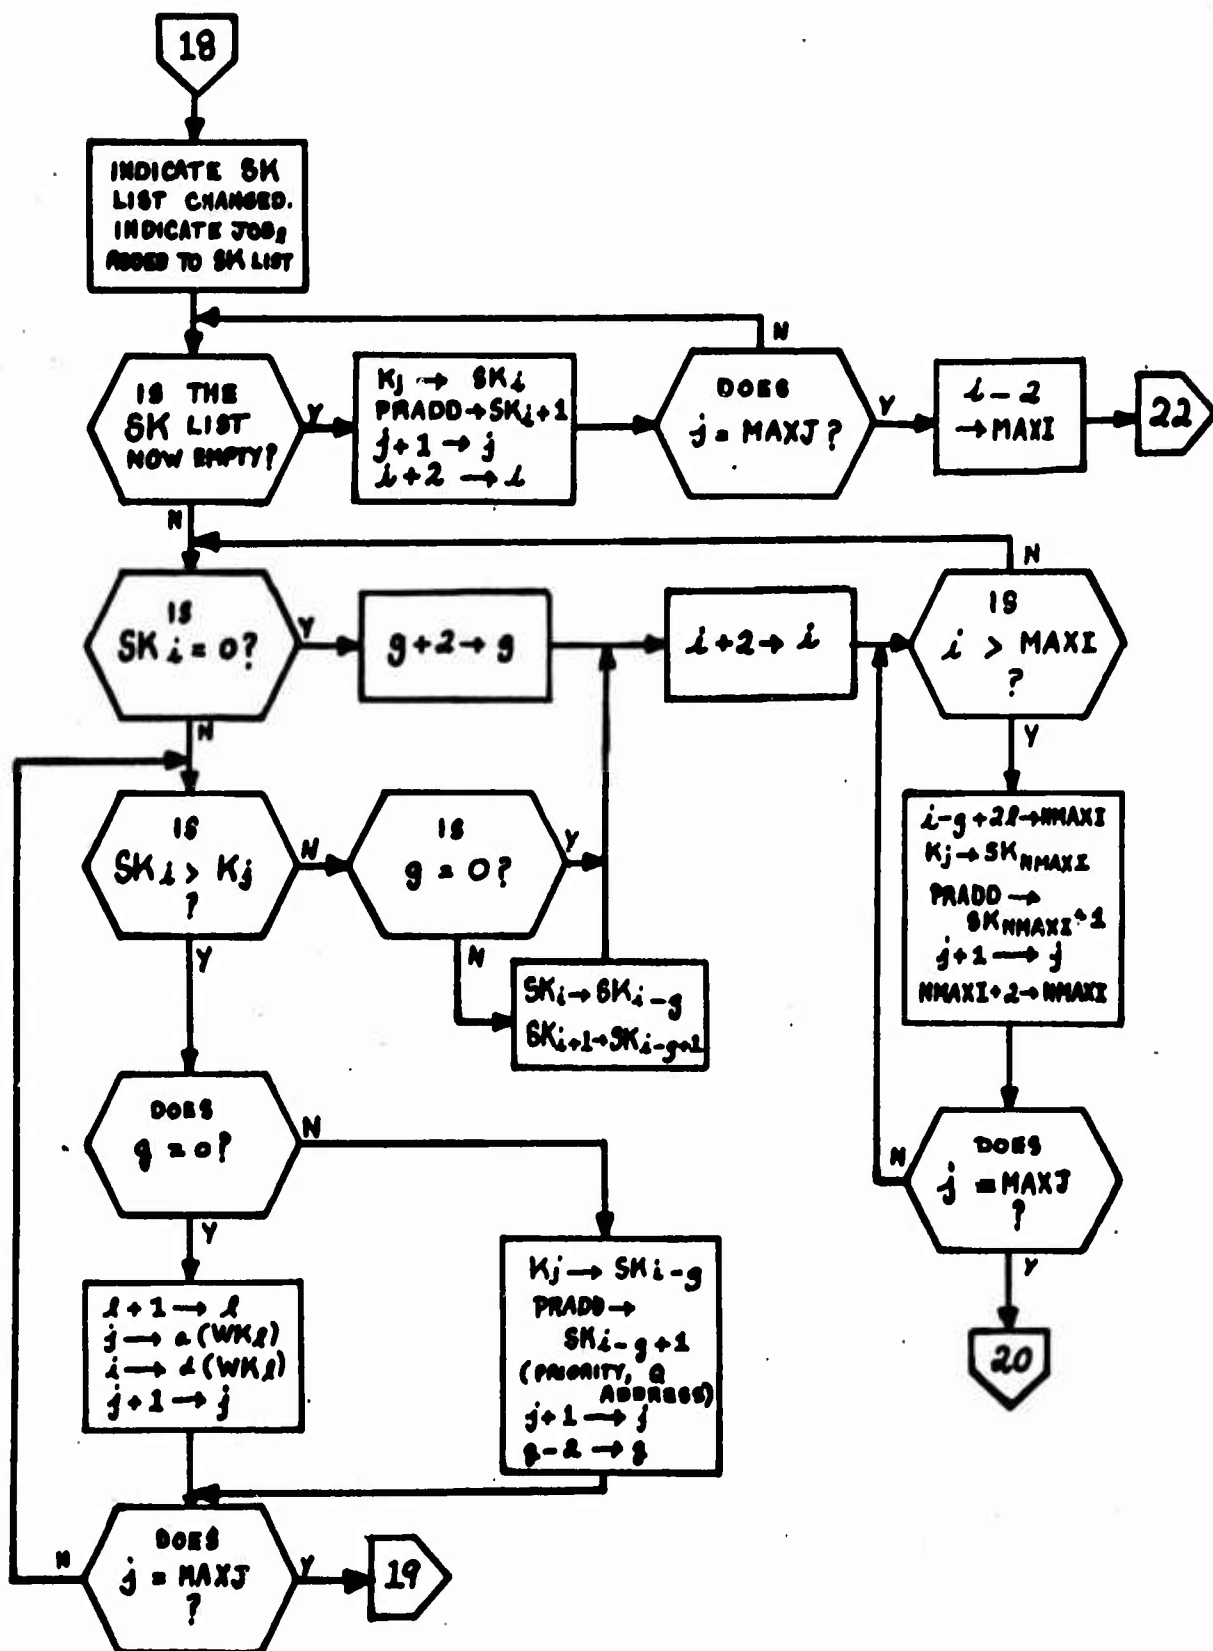 18
INDICATE SK
LIST CHANGED.
INDICATE JOBℓ
ADDED TO SK LIST
IS THE
SK LIST
NOW EMPTY?
Y
N
Kj → SKi
PRADD → SKi+1
j+1 → j
i+2 → i
DOES
j = MAXJ?
N
Y
i-2
→ MAXI
22
IS
SKi = 0?
Y
N
g+2 → g
i+2 → i
IS
i > MAXI
?
N
Y
IS
SKi > Kj
?
N
Y
IS
g = 0?
Y
N
SKi → SKi-g
SKi+1 → SKi-g+1
i-g+2ℓ → NMAXI
Kj → SKNMAXI
PRADD →
SKNMAXI+1
j+1 → j
NMAXI+2 → NMAXI
DOES
g = 0?
N
Y
DOES
j = MAXJ
?
N
Y
20
ℓ+1 → ℓ
j → a (WKℓ)
i → d (WKℓ)
j+1 → j
Kj → SKi-g
PRADD →
SKi-g+1
(PRIORITY, Q
ADDRESS)
j+1 → j
g-2 → g
DOES
j = MAXJ
?
N
Y
19